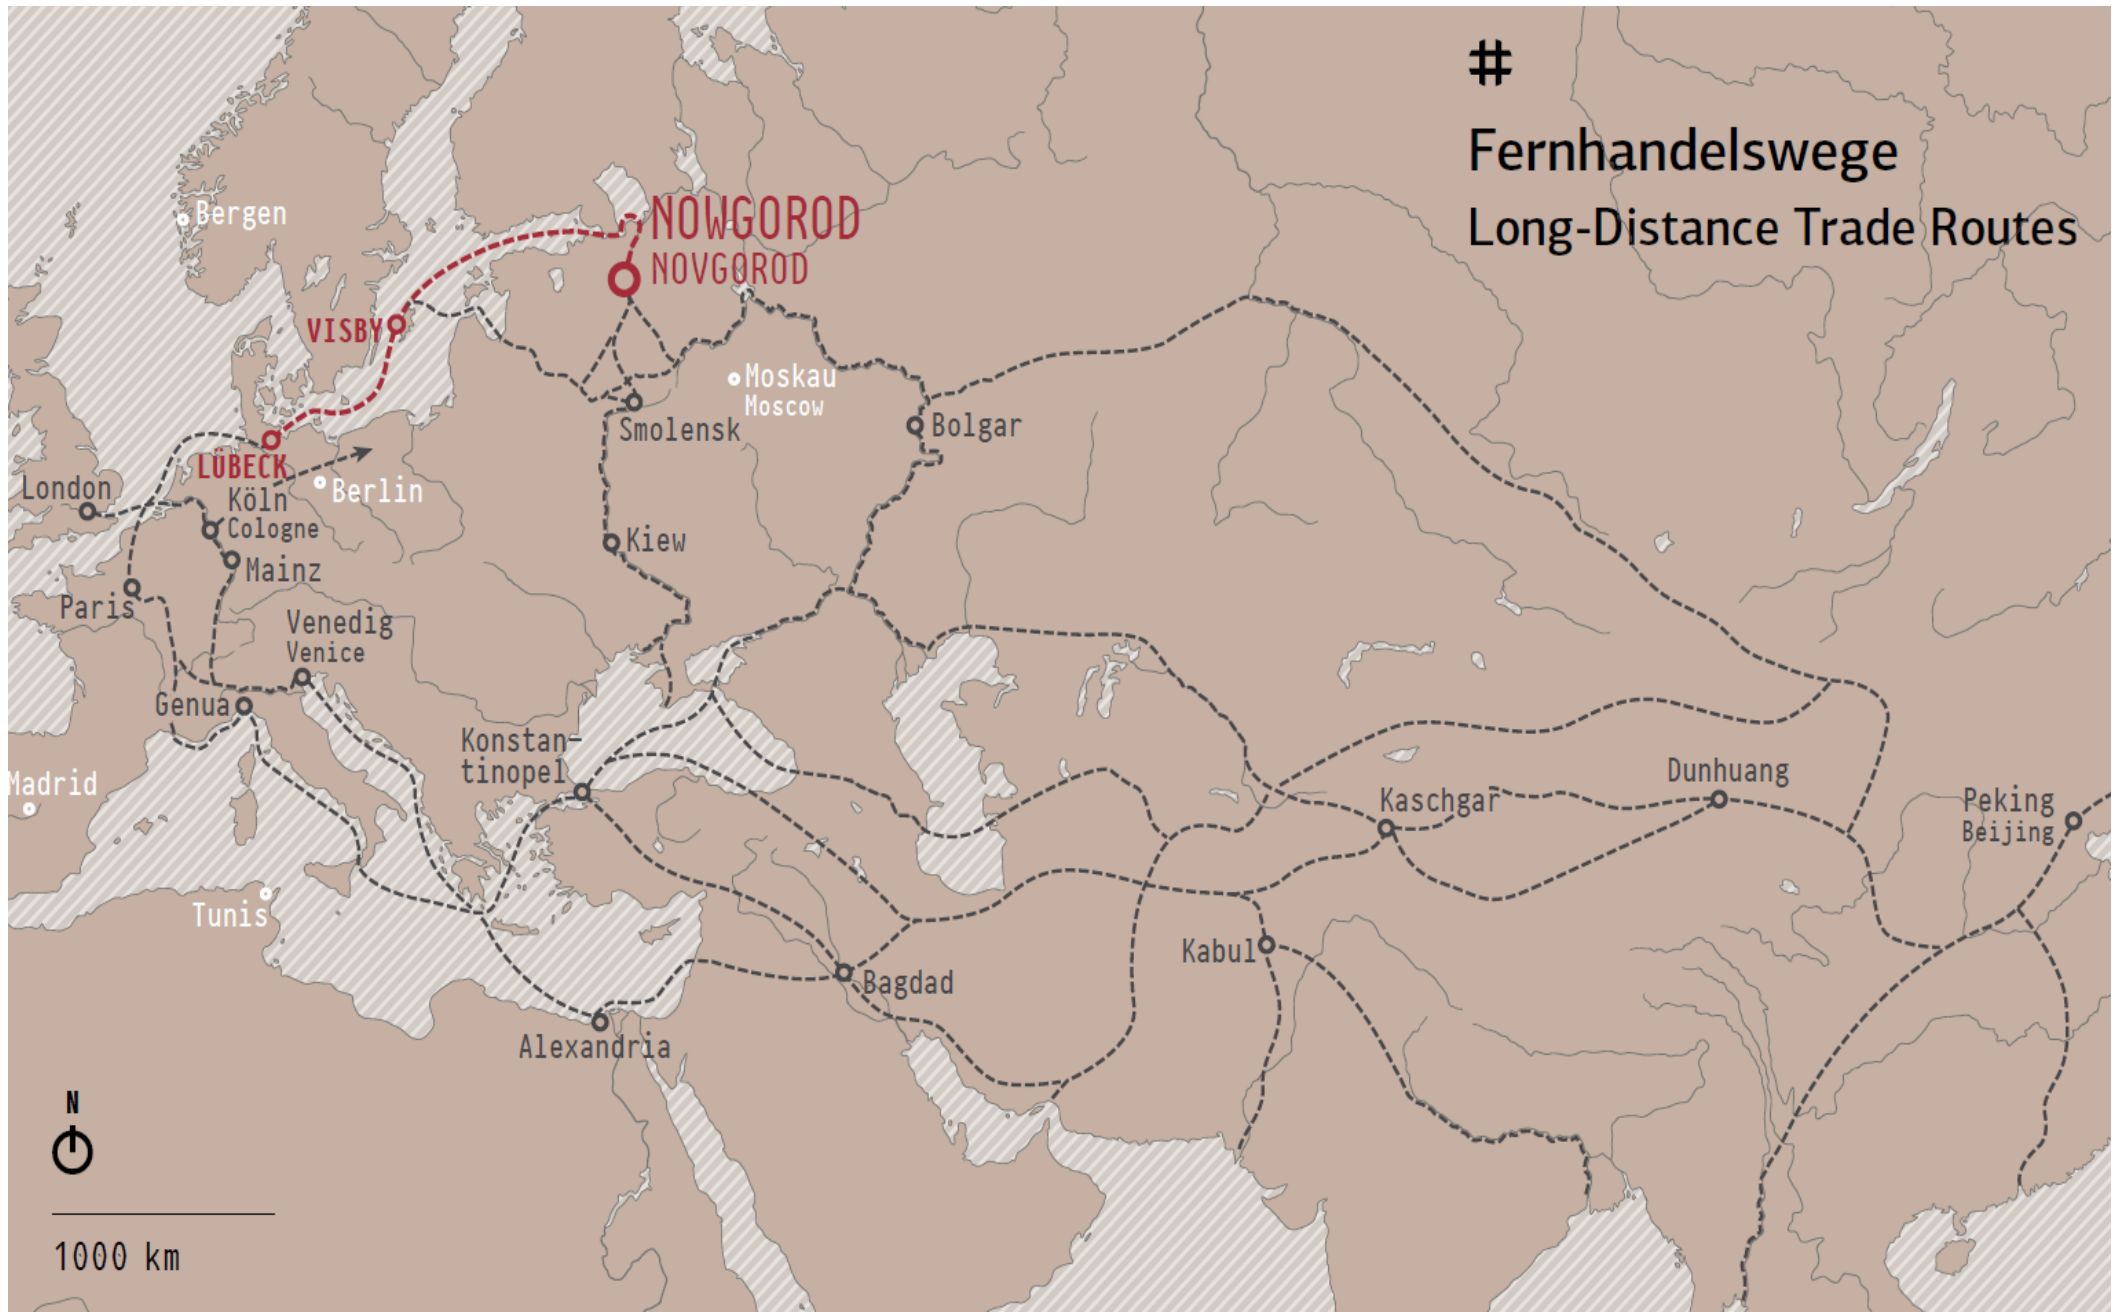 #
Fernhandelswege
Long-Distance Trade Routes
Bergen
NOWGOROD
NOVGOROD
VISBY
Moskau
Moscow
Smolensk
Bolgar
LÜBECK
London
Köln
Cologne
Berlin
Mainz
Kiew
Paris
Venedig
Venice
Genua
Konstan-
tinopel
Madrid
Kaschgar
Dunhuang
Peking
Beijing
Tunis
Kabul
Bagdad
Alexandria
N
1000 km